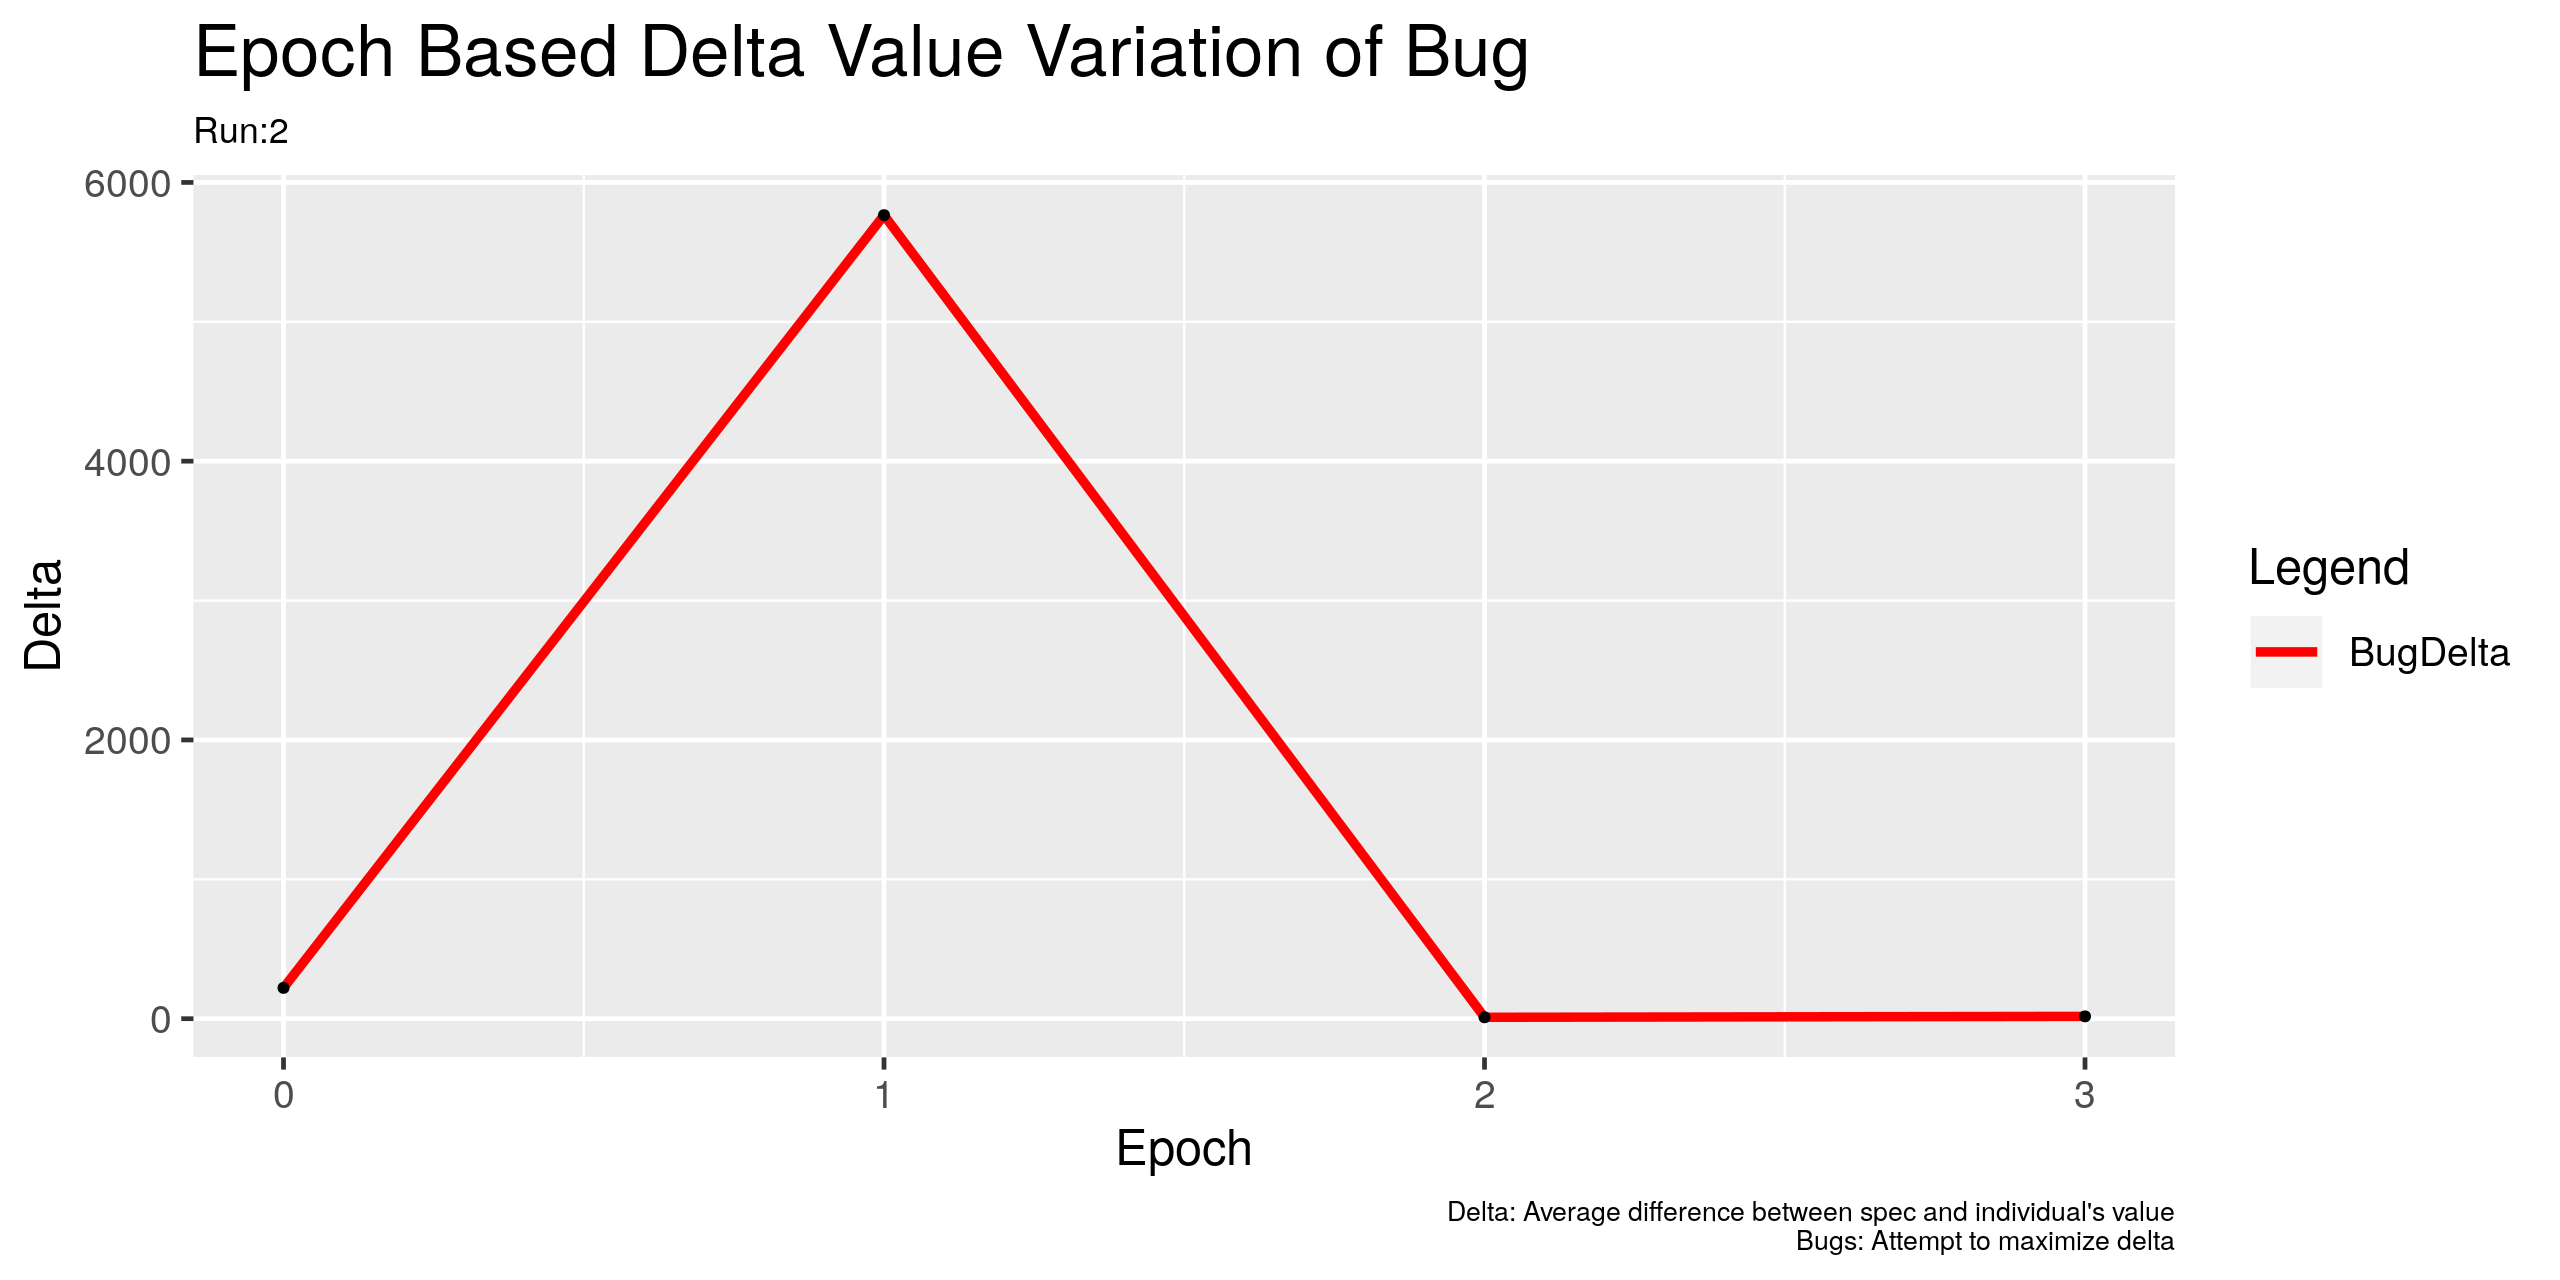 Epoch Based Delta Value Variation of Bug
Run:2
6000
4000
2000
0
Delta
0 1 2 3
Epoch
Legend
BugDelta
Delta: Average difference between spec and individual's value
Bugs: Attempt to maximize delta